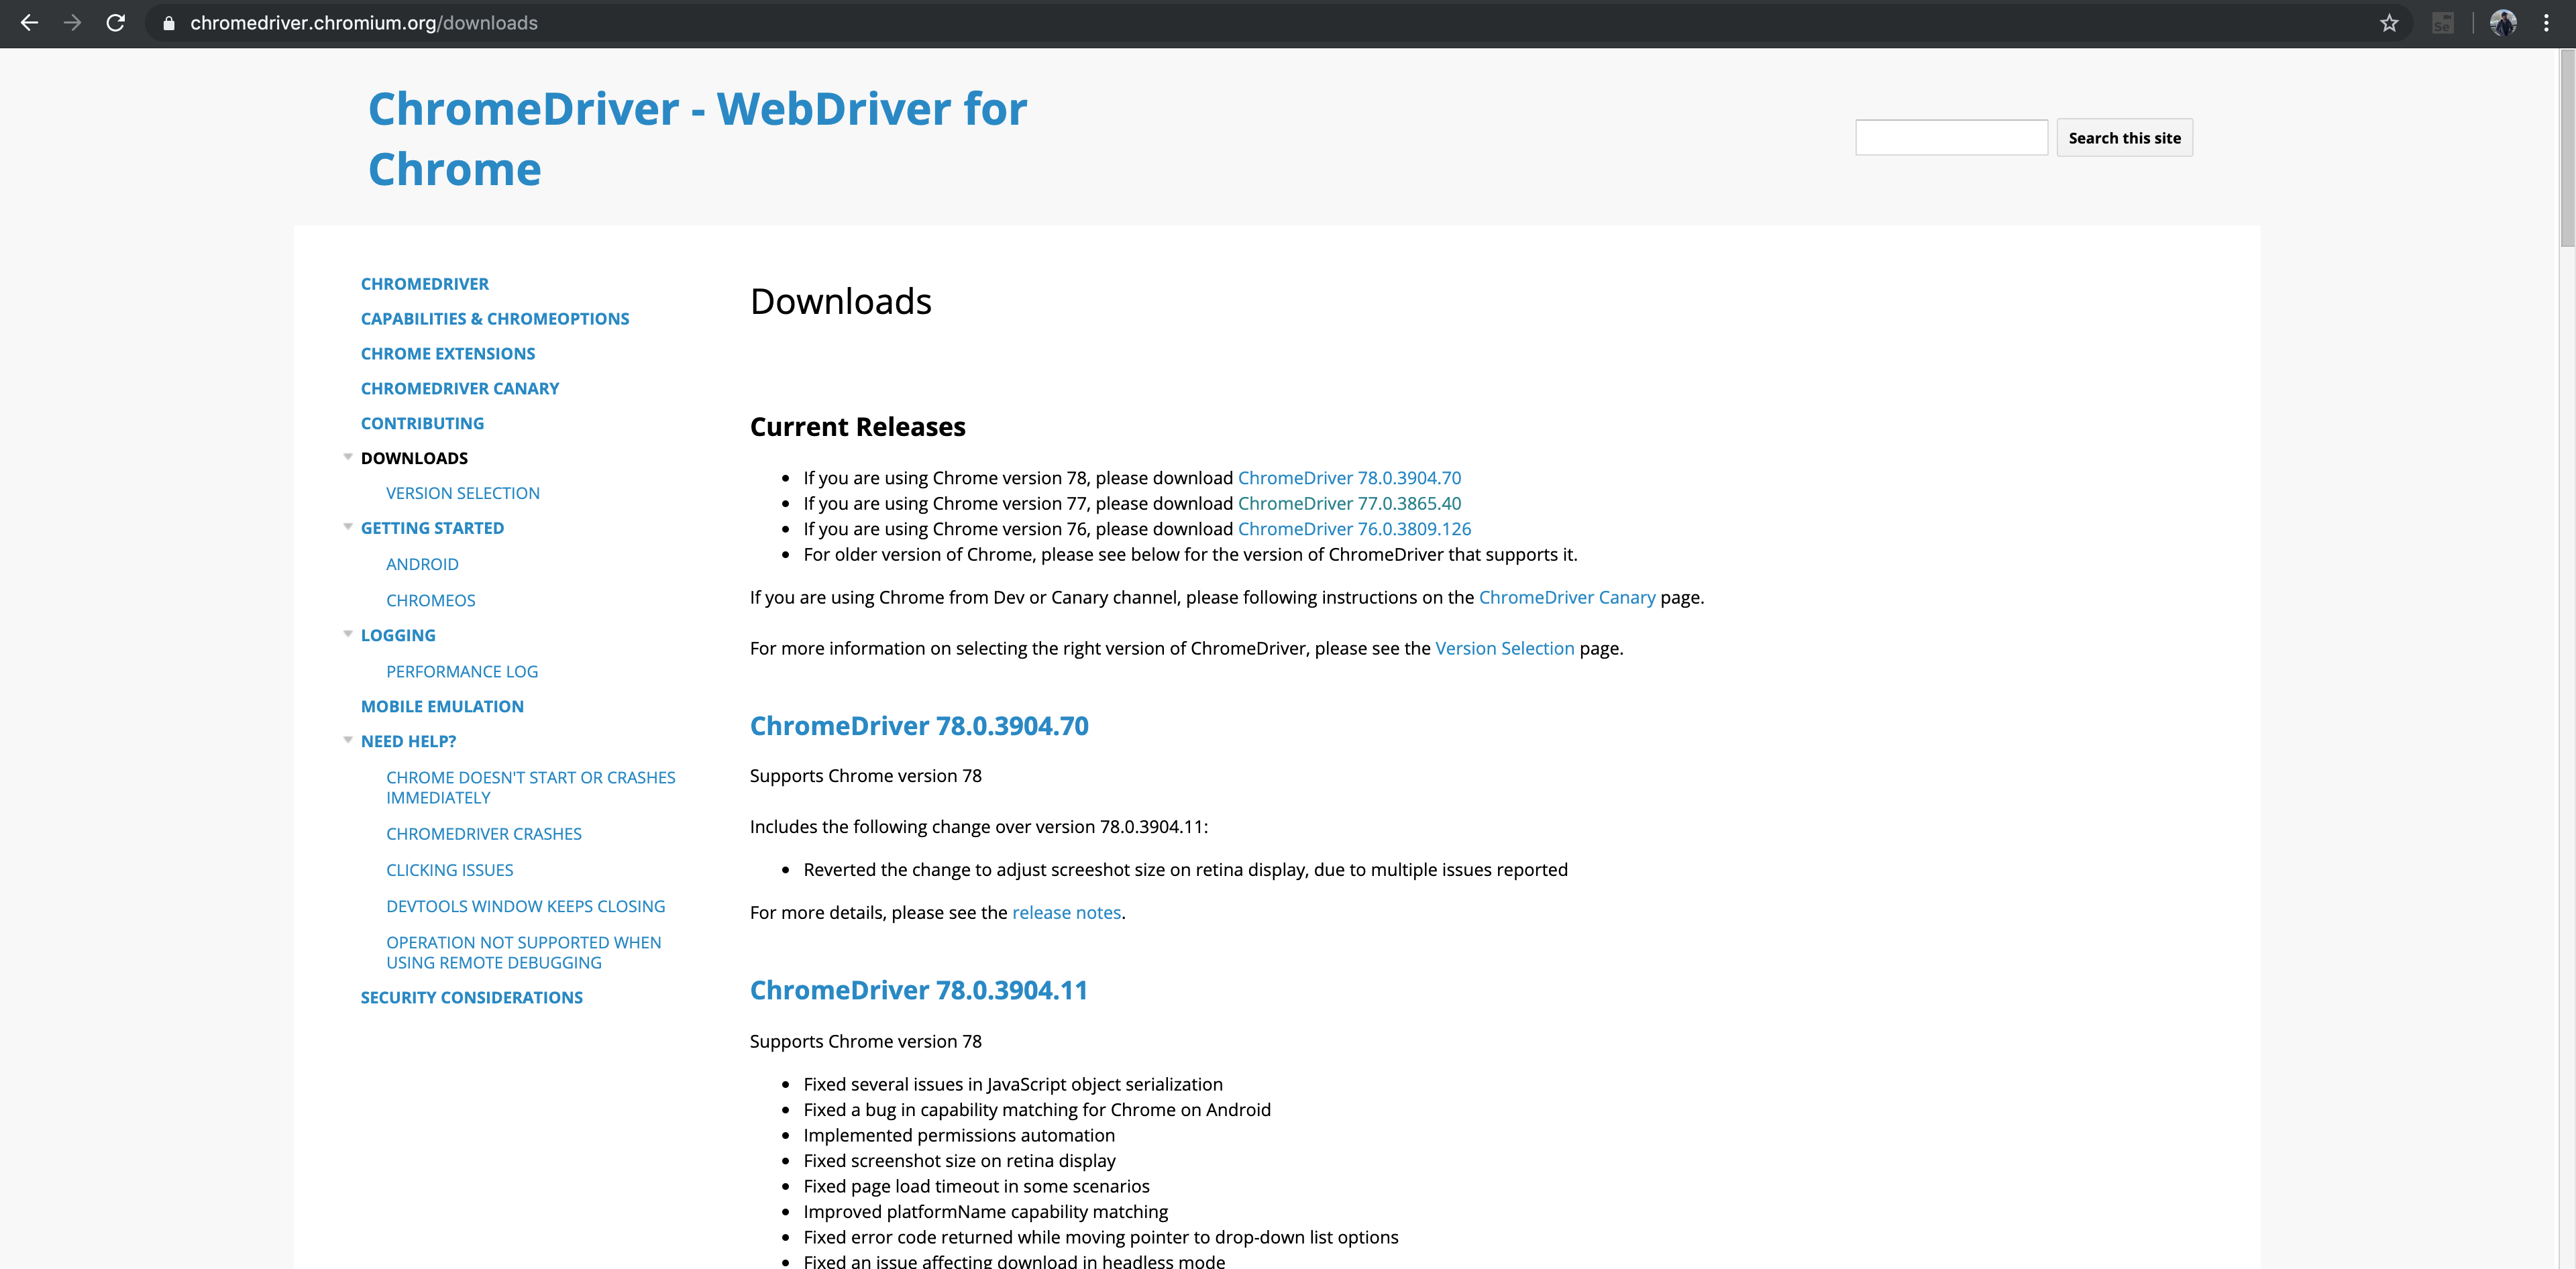 chromedriver.chromium.org/downloads
Se
ChromeDriver - WebDriver for
Chrome
Search this site
CHROMEDRIVER
CAPABILITIES & CHROMEOPTIONS
CHROME EXTENSIONS
CHROMEDRIVER CANARY
CONTRIBUTING
DOWNLOADS
VERSION SELECTION
GETTING STARTED
ANDROID
CHROMEOS
LOGGING
PERFORMANCE LOG
MOBILE EMULATION
NEED HELP?
CHROME DOESN'T START OR CRASHES
IMMEDIATELY
CHROMEDRIVER CRASHES
CLICKING ISSUES
DEVTOOLS WINDOW KEEPS CLOSING
OPERATION NOT SUPPORTED WHEN
USING REMOTE DEBUGGING
SECURITY CONSIDERATIONS
Downloads
Current Releases
If you are using Chrome version 78, please download ChromeDriver 78.0.3904.70
If you are using Chrome version 77, please download ChromeDriver 77.0.3865.40
If you are using Chrome version 76, please download ChromeDriver 76.0.3809.126
For older version of Chrome, please see below for the version of ChromeDriver that supports it.
If you are using Chrome from Dev or Canary channel, please following instructions on the ChromeDriver Canary page.
For more information on selecting the right version of ChromeDriver, please see the Version Selection page.
ChromeDriver 78.0.3904.70
Supports Chrome version 78
Includes the following change over version 78.0.3904.11:
Reverted the change to adjust screeshot size on retina display, due to multiple issues reported
For more details, please see the release notes.
ChromeDriver 78.0.3904.11
Supports Chrome version 78
Fixed several issues in JavaScript object serialization
Fixed a bug in capability matching for Chrome on Android
Implemented permissions automation
Fixed screenshot size on retina display
Fixed page load timeout in some scenarios
Improved platformName capability matching
Fixed error code returned while moving pointer to drop-down list options
Fixed an issue affecting download in headless mode